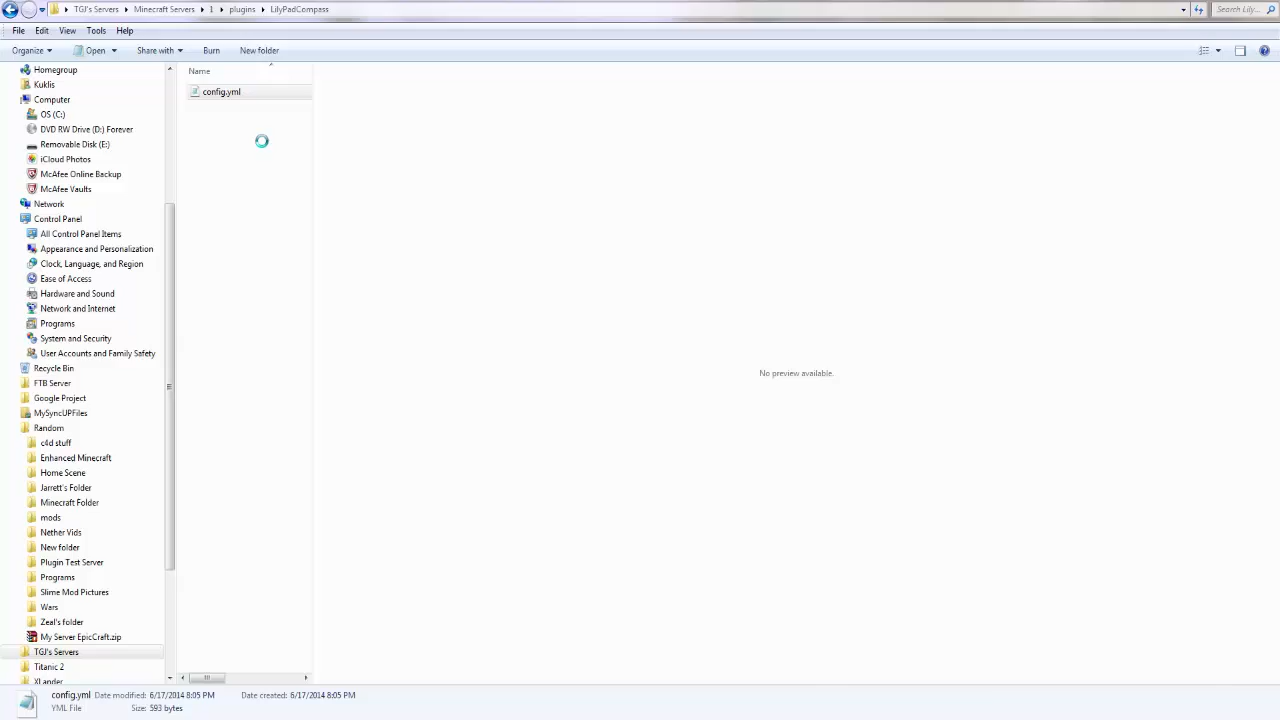 TGJ's Servers Minecraft Servers 1 plugins LilyPadCompass Search Lily...
File Edit View Tools Help
Organize Open Share with Burn New folder
Homegroup
Kuklis
Computer
OS (C:)
DVD RW Drive (D:) Forever
Removable Disk (E:)
iCloud Photos
McAfee Online Backup
McAfee Vaults
Network
Control Panel
All Control Panel Items
Appearance and Personalization
Clock, Language, and Region
Ease of Access
Hardware and Sound
Network and Internet
Programs
System and Security
User Accounts and Family Safety
Recycle Bin
FTB Server
Google Project
MySyncUPFiles
Random
c4d stuff
Enhanced Minecraft
Home Scene
Jarrett's Folder
Minecraft Folder
mods
Nether Vids
New folder
Plugin Test Server
Programs
Slime Mod Pictures
Wars
Zeal's folder
My Server EpicCraft.zip
TGJ's Servers
Titanic 2
XLander
Name
config.yml
No preview available.
config.yml Date modified: 6/17/2014 8:05 PM Date created: 6/17/2014 8:05 PM
YML File Size: 593 bytes